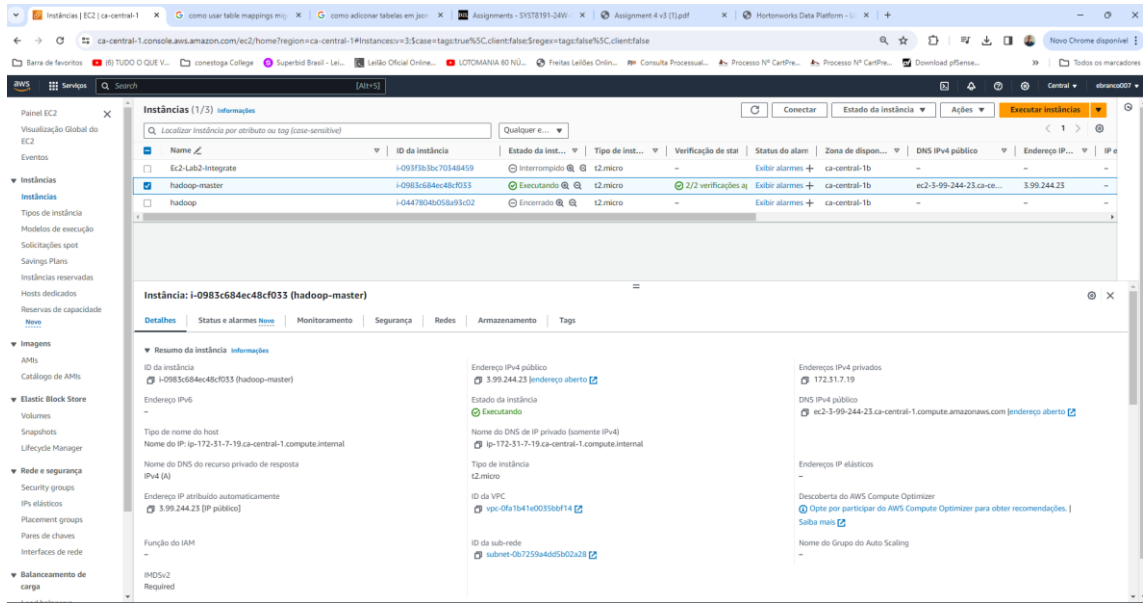 Instâncias | EC2 | ca-central-1
como usar table mappings mig
como adiconar tabelas em json
Assignments - SYST8191-24W-
Assignment 4 v3 (1).pdf
Hortonworks Data Platform -
ca-central-1.console.aws.amazon.com/ec2/home?region=ca-central-1#Instances:v=3;$case=tags:true%5C,client:false;$regex=tags:false%5C,client:false
Novo Chrome disponível
Barra de favoritos
(6) TUDO O QUE V...
conestoga College
Superbid Brasil - Lei...
Leilão Oficial Online...
LOTOMANIA 60 NÚ...
Freitas Leilões Onlin...
Consulta Processual...
Processo Nº CartPre...
Processo Nº CartPre...
Download pfSense...
Todos os marcadores
aws
Serviços
Search
[Alt+S]
Central
ebranco007
Painel EC2
Visualização Global do
EC2
Eventos
Instâncias
Instâncias
Tipos de instância
Modelos de execução
Solicitações spot
Savings Plans
Instâncias reservadas
Hosts dedicados
Reservas de capacidade
Novo
Imagens
AMIs
Catálogo de AMIs
Elastic Block Store
Volumes
Snapshots
Lifecycle Manager
Rede e segurança
Security groups
IPs elásticos
Placement groups
Pares de chaves
Interfaces de rede
Balanceamento de
carga
Instâncias (1/3) Informações
Conectar
Estado da instância
Ações
Executar instâncias
Localizar Instância por atributo ou tag (case-sensitive)
Qualquer e...
1
Name ID da instância Estado da inst... Tipo de inst... Verificação de stat Status do alarn Zona de dispon... DNS IPv4 público Endereço IP... IP e
Ec2-Lab2-Integrate i-093f3b3bc70348459 Interrompido t2.micro – Exibir alarmes ca-central-1b – – –
hadoop-master i-0983c684ec48cf033 Executando t2.micro 2/2 verificações aj Exibir alarmes ca-central-1b ec2-3-99-244-23.ca-ce... 3.99.244.23 –
hadoop i-0447804b058a93c02 Encerrado t2.micro – Exibir alarmes ca-central-1b – – –
Instância: i-0983c684ec48cf033 (hadoop-master)
Detalhes
Status e alarmes Novo
Monitoramento
Segurança
Redes
Armazenamento
Tags
Resumo da instância Informações
ID da instância
i-0983c684ec48cf033 (hadoop-master)
Endereço IPv4 público
3.99.244.23 |endereço aberto
Endereços IPv4 privados
172.31.7.19
Endereço IPv6
–
Estado da instância
Executando
DNS IPv4 público
ec2-3-99-244-23.ca-central-1.compute.amazonaws.com |endereço aberto
Tipo de nome do host
Nome do IP: ip-172-31-7-19.ca-central-1.compute.internal
Nome do DNS de IP privado (somente IPv4)
ip-172-31-7-19.ca-central-1.compute.internal
Nome do DNS do recurso privado de resposta
IPv4 (A)
Tipo de instância
t2.micro
Endereços IP elásticos
–
Endereço IP atribuído automaticamente
3.99.244.23 [IP público]
ID da VPC
vpc-0fa1b41e0035bbf14
Descoberta do AWS Compute Optimizer
Opte por participar do AWS Compute Optimizer para obter recomendações. |
Saiba mais
Função do IAM
–
ID da sub-rede
subnet-0b7259a4dd5b02a28
Nome do Grupo do Auto Scaling
–
IMDSv2
Required